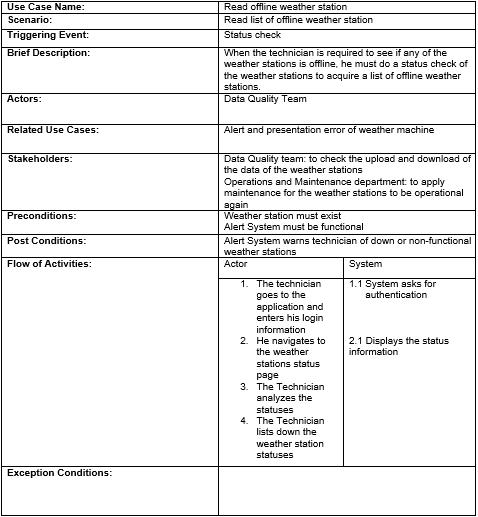 Use Case Name: Read offline weather station
Scenario: Read list of offline weather station
Triggering Event: Status check
Brief Description: When the technician is required to see if any of the
weather stations is offline, he must do a status check of
the weather stations to acquire a list of offline weather
stations.
Actors: Data Quality Team
Related Use Cases: Alert and presentation error of weather machine
Stakeholders: Data Quality team: to check the upload and download of
the data of the weather stations
Operations and Maintenance department: to apply
maintenance for the weather stations to be operational
again
Preconditions: Weather station must exist
Alert System must be functional
Post Conditions: Alert System warns technician of down or non-functional
weather stations
Flow of Activities: Actor System
1. The technician
goes to the
application and
enters his login
information
2. He navigates to
the weather
stations status
page
3. The Technician
analyzes the
statuses
4. The Technician
lists down the
weather station
statuses
1.1 System asks for
authentication
2.1 Displays the status
information
Exception Conditions: